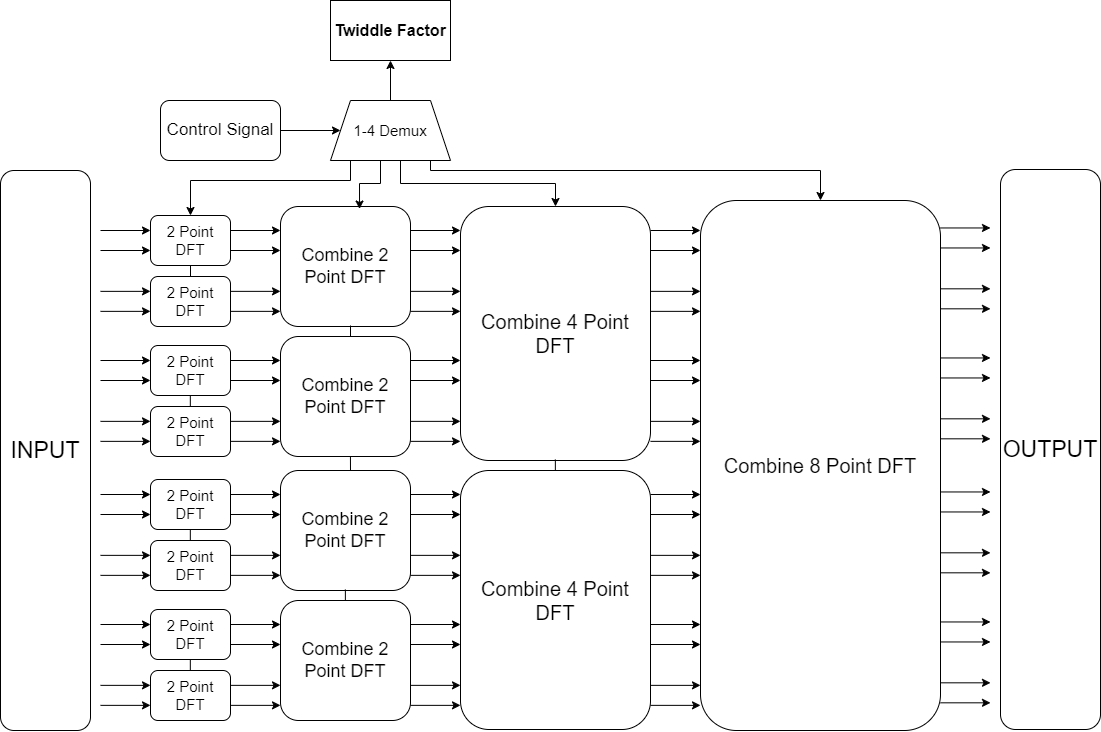 Twiddle Factor
Control Signal
1-4 Demux
INPUT
2 Point
DFT
2 Point
DFT
2 Point
DFT
2 Point
DFT
2 Point
DFT
2 Point
DFT
2 Point
DFT
2 Point
DFT
Combine 2
Point DFT
Combine 2
Point DFT
Combine 2
Point DFT
Combine 2
Point DFT
Combine 4 Point
DFT
Combine 4 Point
DFT
Combine 8 Point DFT
OUTPUT